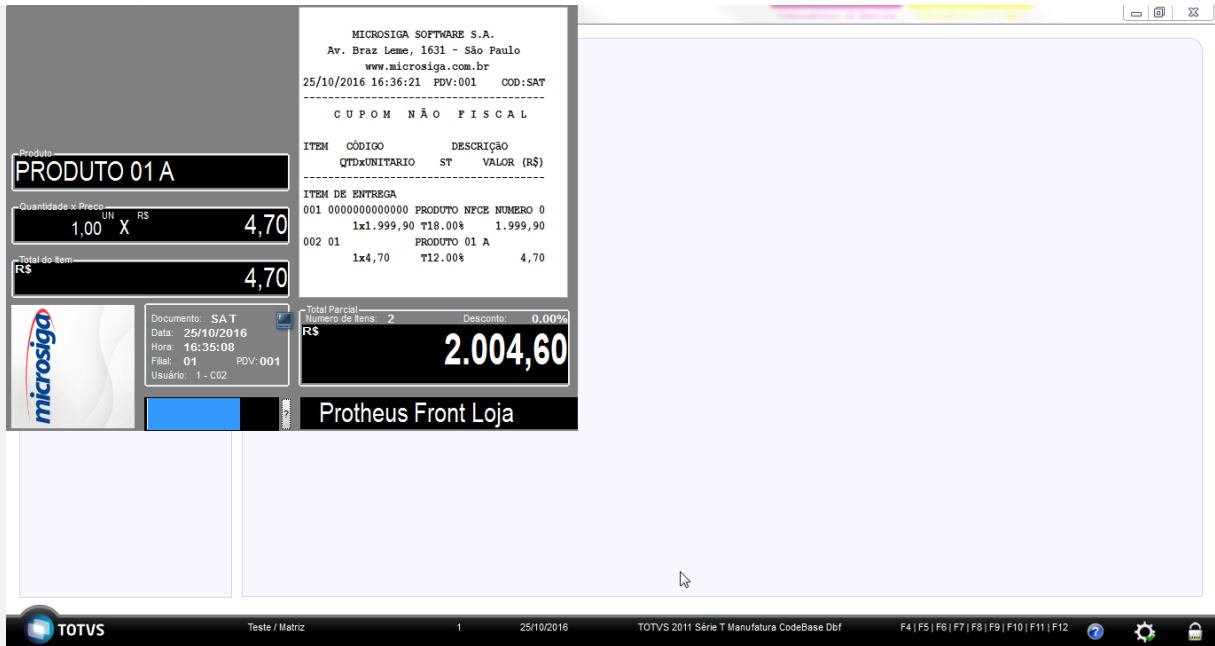 Produto
PRODUTO 01 A
Quantidade x Preco
1,00 UN X R$ 4,70
Total do Item
R$ 4,70
microsiga
Documento: SAT
Data: 25/10/2016
Hora: 16:35:08
Filial: 01 PDV: 001
Usuário: 1 - C02
?
MICROSIGA SOFTWARE S.A.
Av. Braz Leme, 1631 - São Paulo
www.microsiga.com.br
25/10/2016 16:36:21 PDV:001 COD:SAT
-----------------------------------------
C U P O M N Ã O F I S C A L
ITEM CÓDIGO DESCRIÇãO
QTDxUNITARIO ST VALOR (R$)
-----------------------------------------
ITEM DE ENTREGA
001 0000000000000 PRODUTO NFCE NUMERO 0
1x1.999,90 T18.00% 1.999,90
002 01 PRODUTO 01 A
1x4,70 T12.00% 4,70
Total Parcial
Numero de Itens: 2 Desconto: 0.00%
R$ 2.004,60
Protheus Front Loja
TOTVS Teste / Matriz 1 25/10/2016 TOTVS 2011 Série T Manufatura CodeBase Dbf F4 | F5 | F6 | F7 | F8 | F9 | F10 | F11 | F12 ?